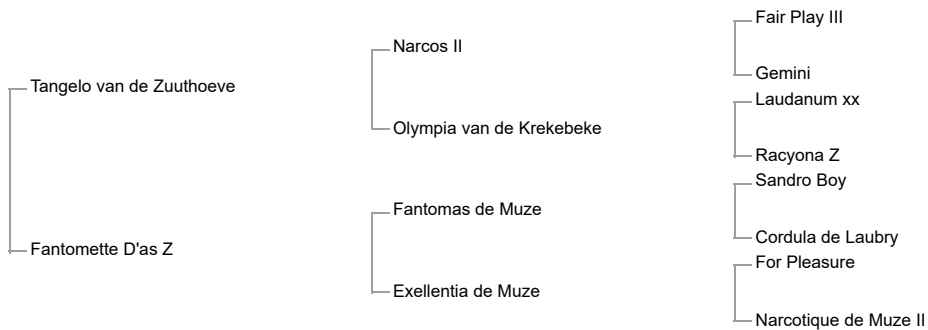 Fair Play III
Narcos II
Gemini
Tangelo van de Zuuthoeve
Laudanum xx
Olympia van de Krekebeke
Racyona Z
Sandro Boy
Fantomas de Muze
Cordula de Laubry
Fantomette D'as Z
For Pleasure
Exellentia de Muze
Narcotique de Muze II